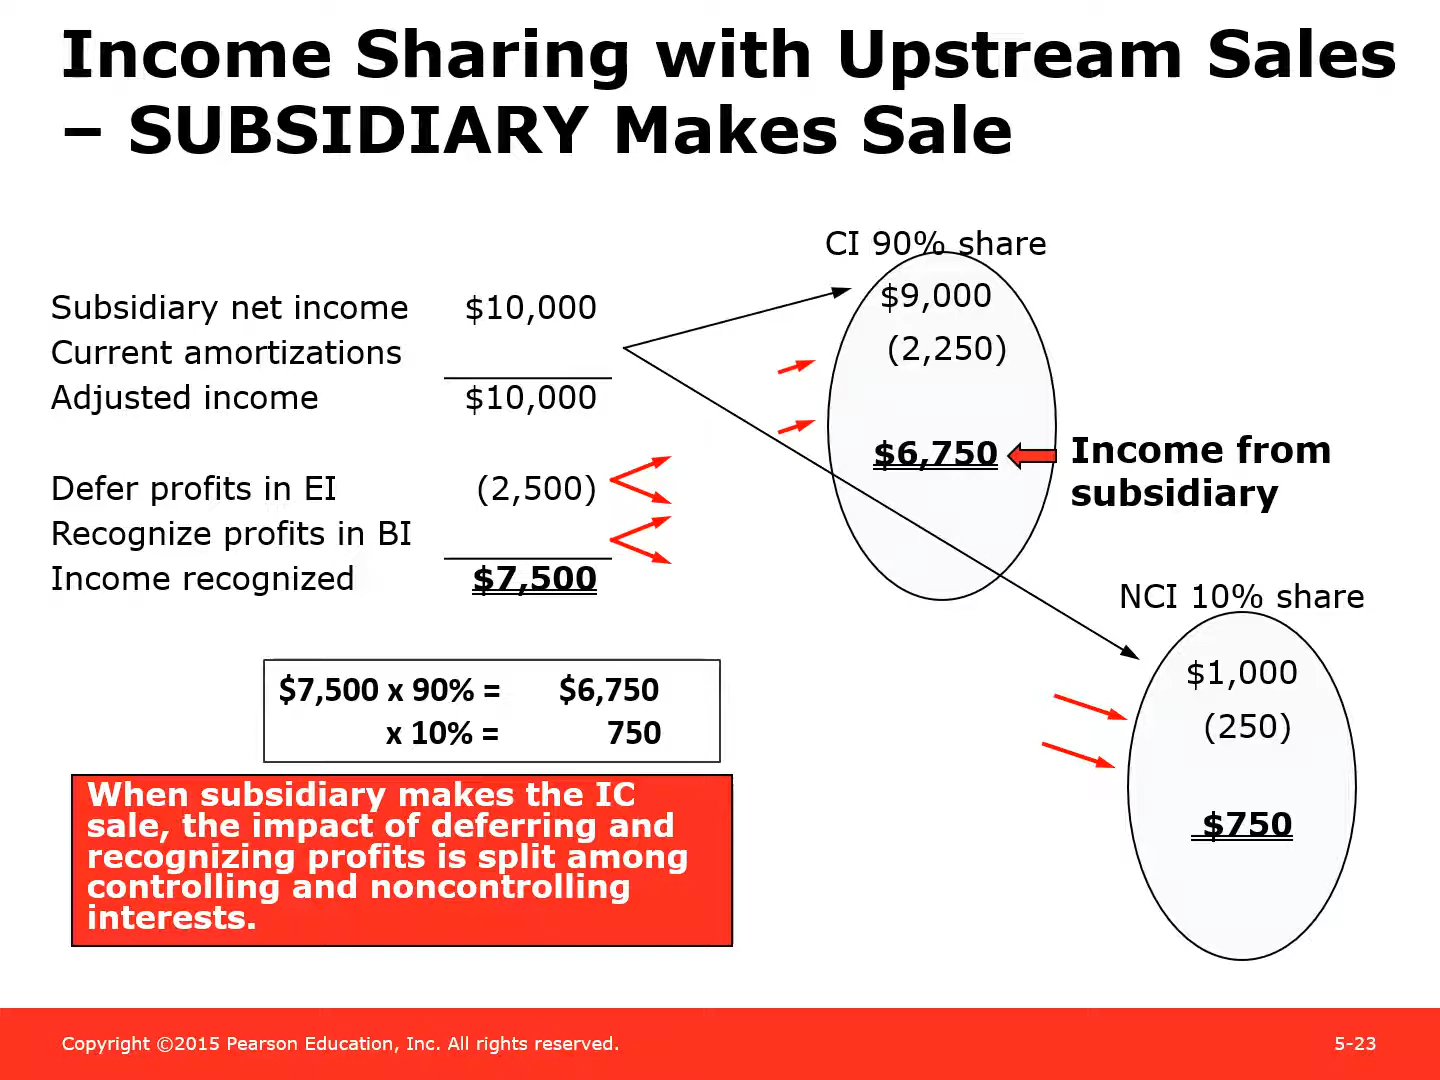 Income Sharing with Upstream Sales
– SUBSIDIARY Makes Sale
Subsidiary net income $10,000
Current amortizations
Adjusted income $10,000
Defer profits in EI (2,500)
Recognize profits in BI
Income recognized $7,500
CI 90% share
$9,000
(2,250)
$6,750
Income from
subsidiary
NCI 10% share
$1,000
(250)
$750
$7,500 x 90% = $6,750
x 10% = 750
When subsidiary makes the IC
sale, the impact of deferring and
recognizing profits is split among
controlling and noncontrolling
interests.
Copyright ©2015 Pearson Education, Inc. All rights reserved. 5-23